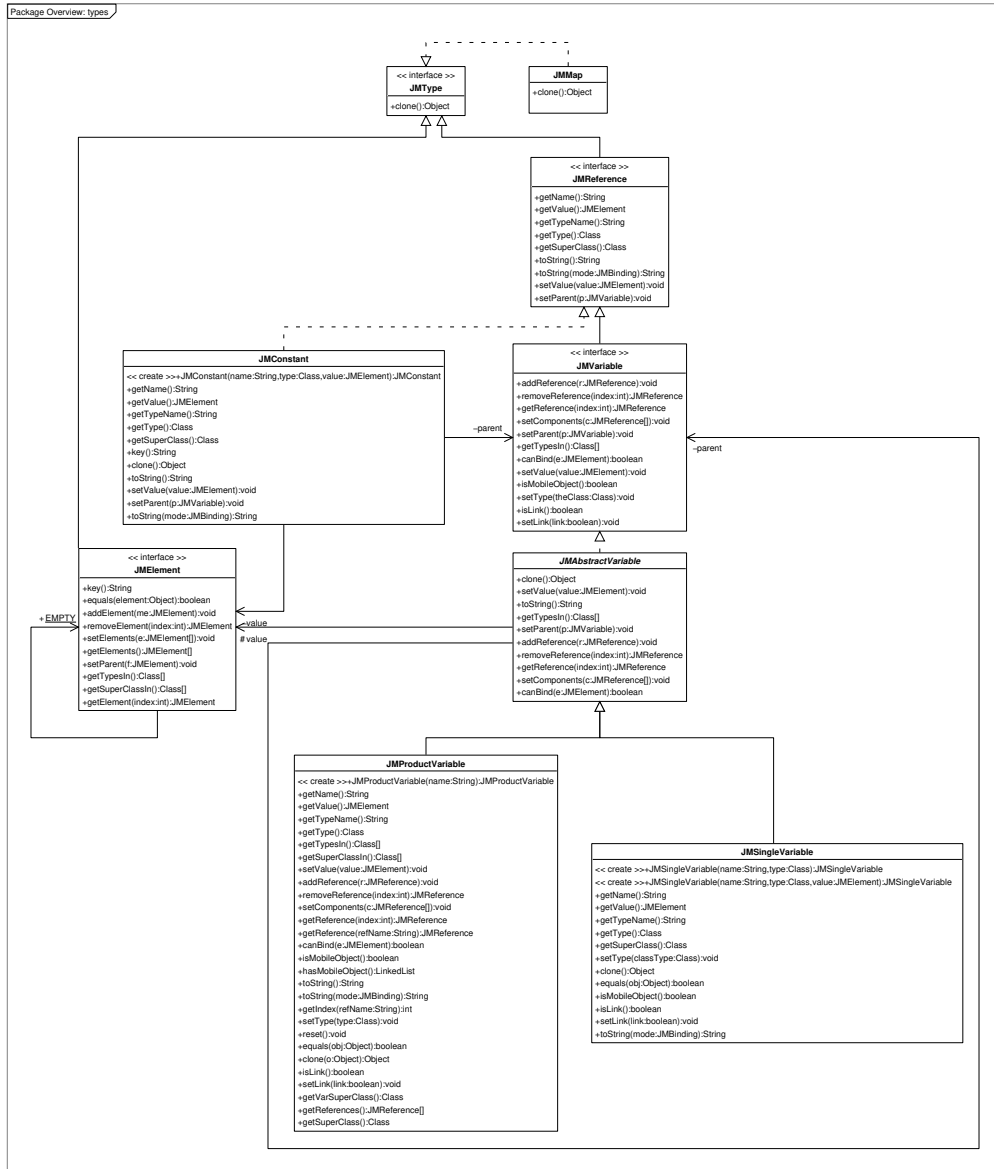 Package Overview: types
<< interface >>
JMType
+clone():Object
JMMap
+clone():Object
<< interface >>
JMReference
+getName():String
+getValue():JMElement
+getTypeName():String
+getType():Class
+getSuperClass():Class
+toString():String
+toString(mode:JMBinding):String
+setValue(value:JMElement):void
+setParent(p:JMVariable):void
JMConstant
<< create >>+JMConstant(name:String,type:Class,value:JMElement):JMConstant
+getName():String
+getValue():JMElement
+getTypeName():String
+getType():Class
+getSuperClass():Class
+key():String
+clone():Object
+toString():String
+setValue(value:JMElement):void
+setParent(p:JMVariable):void
+toString(mode:JMBinding):String
−parent
<< interface >>
JMVariable
+addReference(r:JMReference):void
+removeReference(index:int):JMReference
+getReference(index:int):JMReference
+setComponents(c:JMReference[]):void
+setParent(p:JMVariable):void
+getTypesIn():Class[]
+canBind(e:JMElement):boolean
+setValue(value:JMElement):void
+isMobileObject():boolean
+setType(theClass:Class):void
+isLink():boolean
+setLink(link:boolean):void
−parent
<< interface >>
JMElement
+key():String
+equals(element:Object):boolean
+addElement(me:JMElement):void
+removeElement(index:int):JMElement
+setElements(e:JMElement[]):void
+getElements():JMElement[]
+setParent(f:JMElement):void
+getTypesIn():Class[]
+getSuperClassIn():Class[]
+getElement(index:int):JMElement
+EMPTY
−value
#value
JMAbstractVariable
+clone():Object
+setValue(value:JMElement):void
+toString():String
+getTypesIn():Class[]
+setParent(p:JMVariable):void
+addReference(r:JMReference):void
+removeReference(index:int):JMReference
+getReference(index:int):JMReference
+setComponents(c:JMReference[]):void
+canBind(e:JMElement):boolean
JMProductVariable
<< create >>+JMProductVariable(name:String):JMProductVariable
+getName():String
+getValue():JMElement
+getTypeName():String
+getType():Class
+getTypesIn():Class[]
+getSuperClassIn():Class[]
+setValue(value:JMElement):void
+addReference(r:JMReference):void
+removeReference(index:int):JMReference
+setComponents(c:JMReference[]):void
+getReference(index:int):JMReference
+getReference(refName:String):JMReference
+canBind(e:JMElement):boolean
+isMobileObject():boolean
+hasMobileObject():LinkedList
+toString():String
+toString(mode:JMBinding):String
+getIndex(refName:String):int
+setType(type:Class):void
+reset():void
+equals(obj:Object):boolean
+clone(o:Object):Object
+isLink():boolean
+setLink(link:boolean):void
+getVarSuperClass():Class
+getReferences():JMReference[]
+getSuperClass():Class
JMSingleVariable
<< create >>+JMSingleVariable(name:String,type:Class):JMSingleVariable
<< create >>+JMSingleVariable(name:String,type:Class,value:JMElement):JMSingleVariable
+getName():String
+getValue():JMElement
+getTypeName():String
+getType():Class
+getSuperClass():Class
+setType(classType:Class):void
+clone():Object
+equals(obj:Object):boolean
+isMobileObject():boolean
+isLink():boolean
+setLink(link:boolean):void
+toString(mode:JMBinding):String